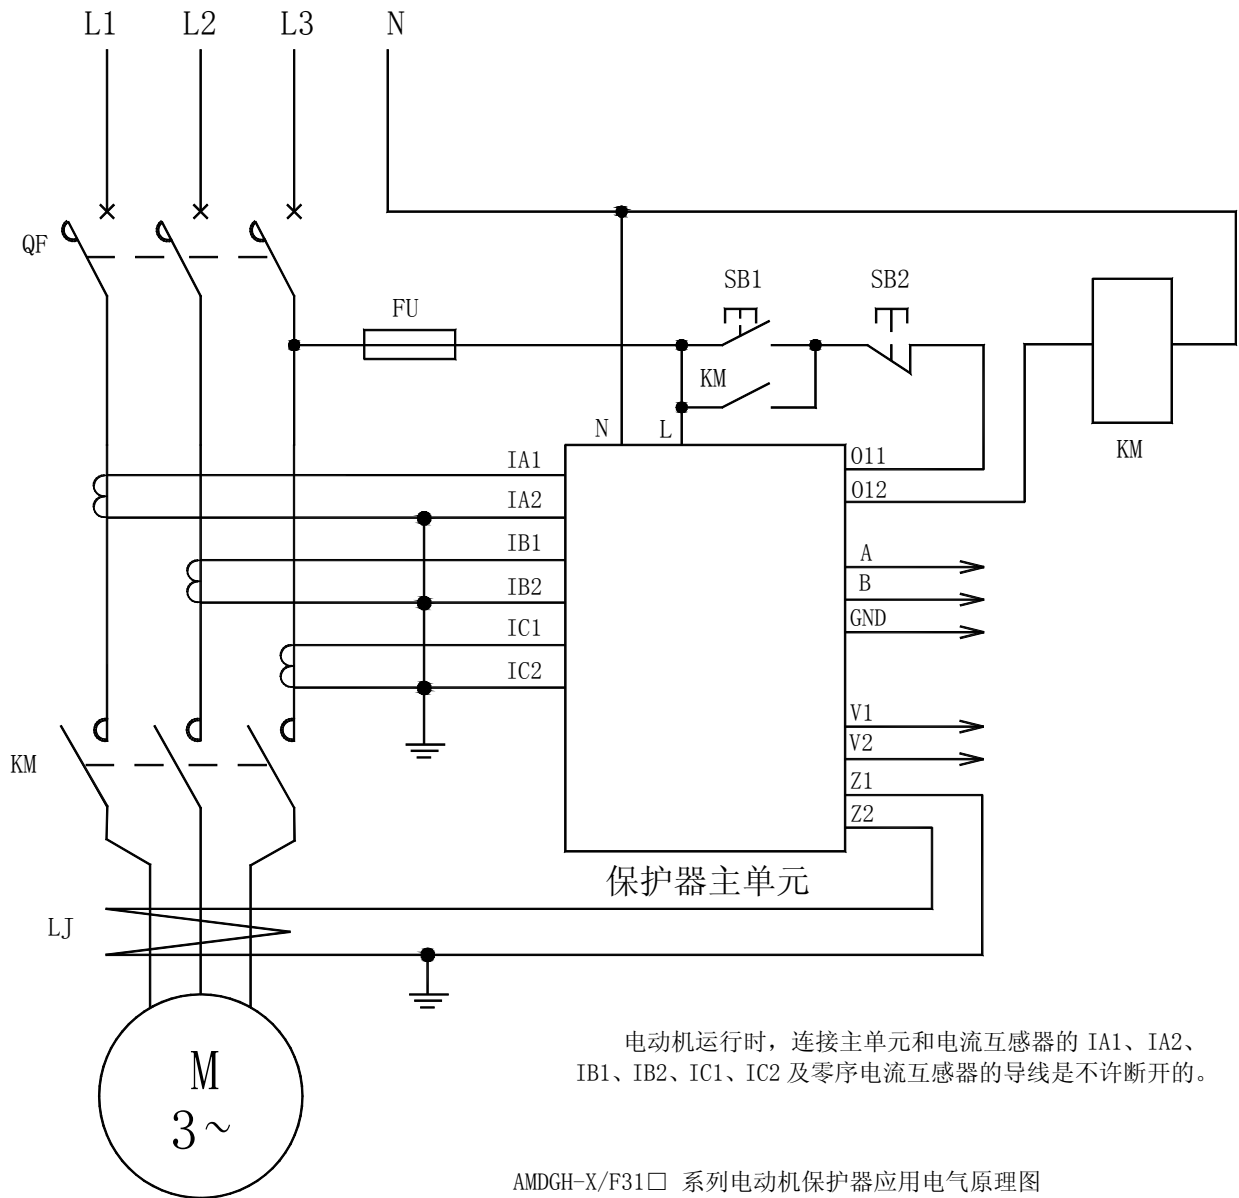 L1 L2 L3 N
QF
SB1 SB2
FU
KM
KM
N L
IA1
IA2
IB1
IB2
IC1
IC2
O11
O12
A
B
GND
V1
V2
Z1
Z2
KM
保护器主单元
LJ
M
3~
电动机运行时，连接主单元和电流互感器的 IA1、IA2、
IB1、IB2、IC1、IC2 及零序电流互感器的导线是不许断开的。
AMDGH-X/F31□ 系列电动机保护器应用电气原理图